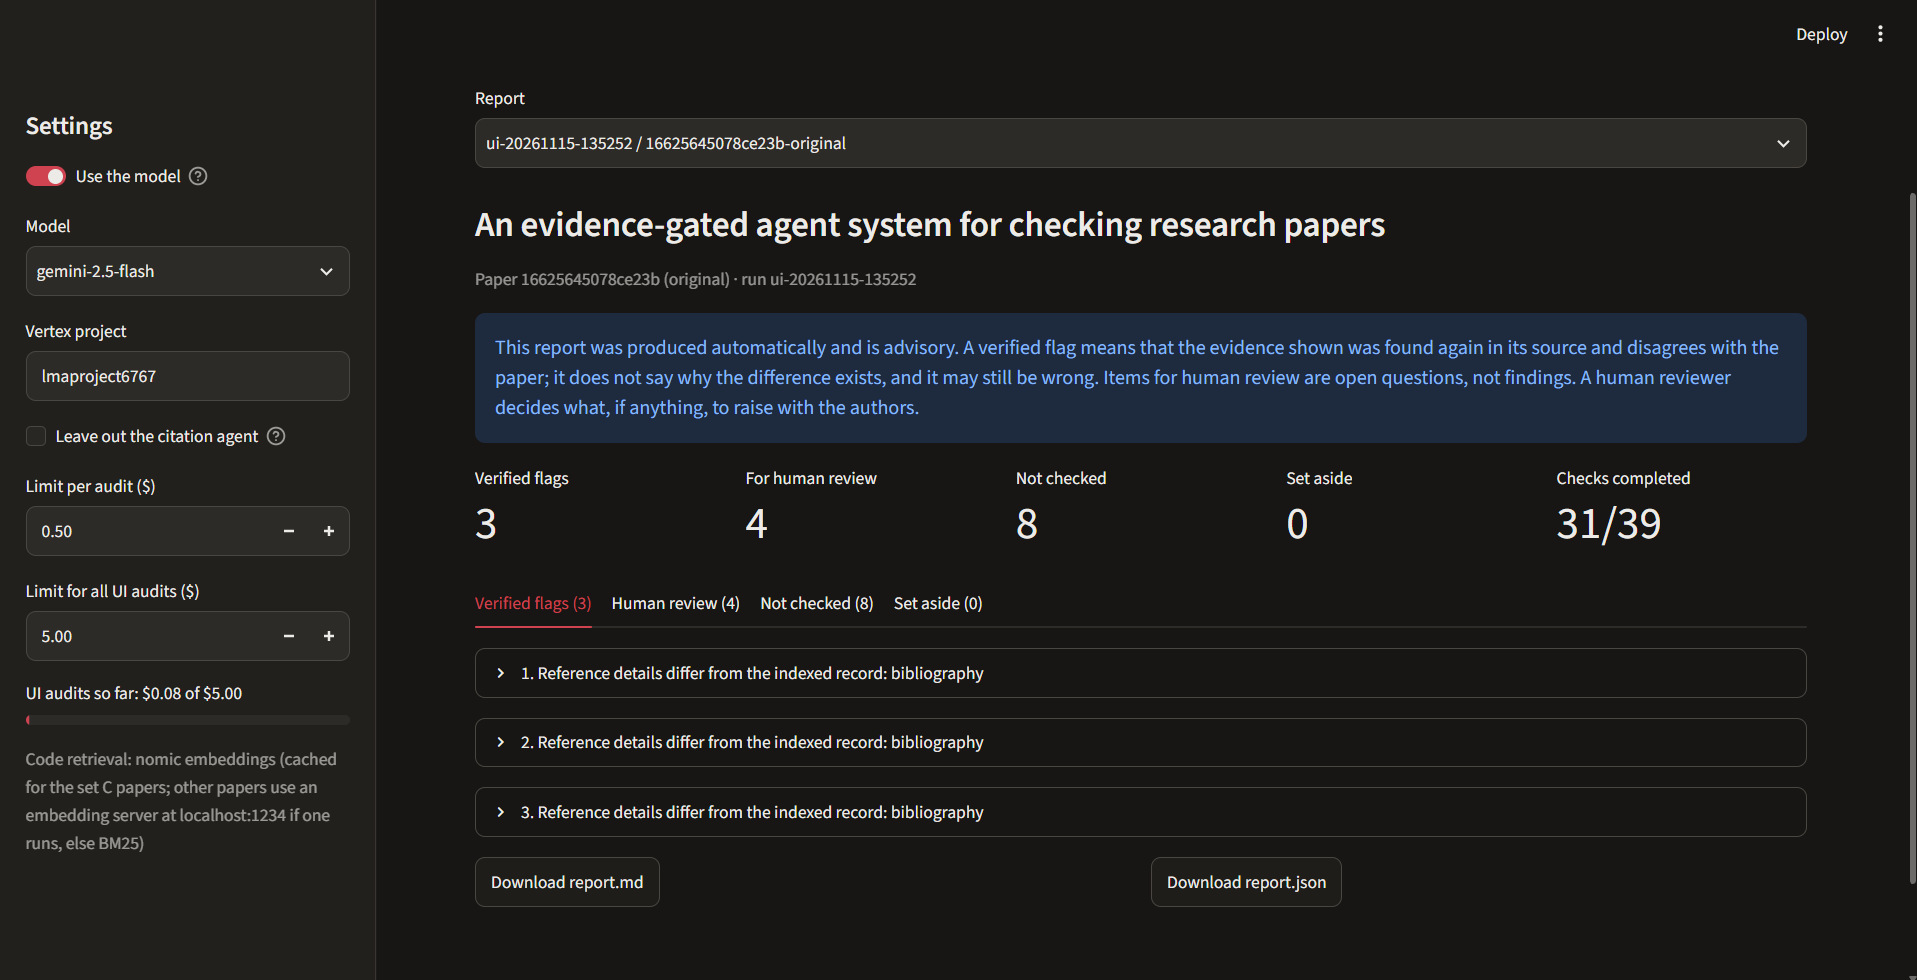 Deploy
Settings
Use the model
Model
gemini-2.5-flash
Vertex project
lmaproject6767
Leave out the citation agent
Limit per audit ($)
0.50
Limit for all UI audits ($)
5.00
UI audits so far: $0.08 of $5.00
Code retrieval: nomic embeddings (cached
for the set C papers; other papers use an
embedding server at localhost:1234 if one
runs, else BM25)
Report
ui-20261115-135252 / 16625645078ce23b-original
An evidence-gated agent system for checking research papers
Paper 16625645078ce23b (original) · run ui-20261115-135252
This report was produced automatically and is advisory. A verified flag means that the evidence shown was found again in its source and disagrees with the
paper; it does not say why the difference exists, and it may still be wrong. Items for human review are open questions, not findings. A human reviewer
decides what, if anything, to raise with the authors.
Verified flags
3
For human review
4
Not checked
8
Set aside
0
Checks completed
31/39
Verified flags (3) Human review (4) Not checked (8) Set aside (0)
1. Reference details differ from the indexed record: bibliography
2. Reference details differ from the indexed record: bibliography
3. Reference details differ from the indexed record: bibliography
Download report.md
Download report.json